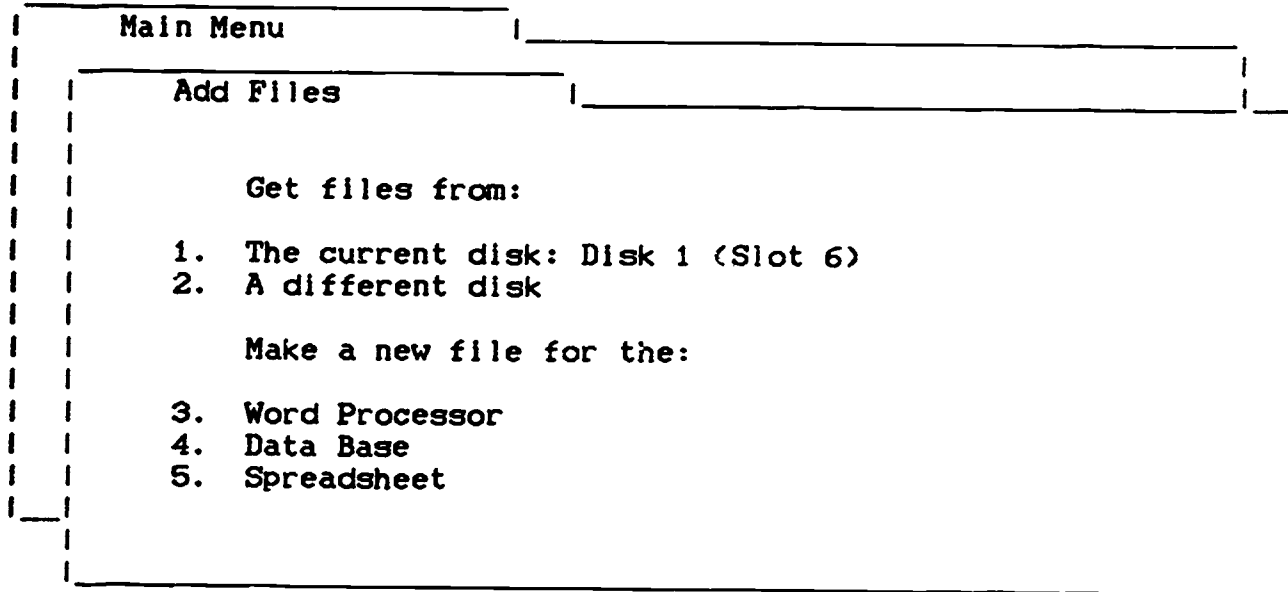 Main Menu
Add Files
Get files from:
1. The current disk: Disk 1 (Slot 6)
2. A different disk
Make a new file for the:
3. Word Processor
4. Data Base
5. Spreadsheet